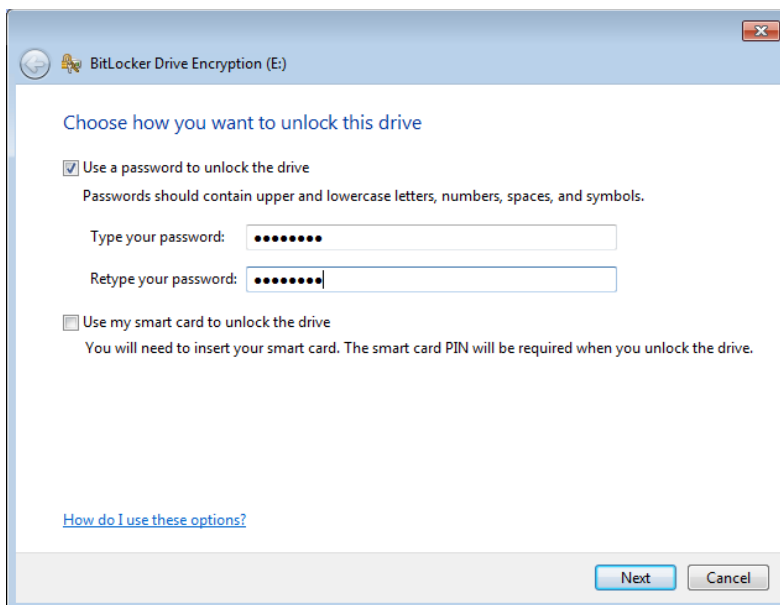 BitLocker Drive Encryption (E:)
Choose how you want to unlock this drive
Use a password to unlock the drive
Passwords should contain upper and lowercase letters, numbers, spaces, and symbols.
Type your password: ●●●●●●●●
Retype your password: ●●●●●●●●
Use my smart card to unlock the drive
You will need to insert your smart card. The smart card PIN will be required when you unlock the drive.
How do I use these options?
Next Cancel